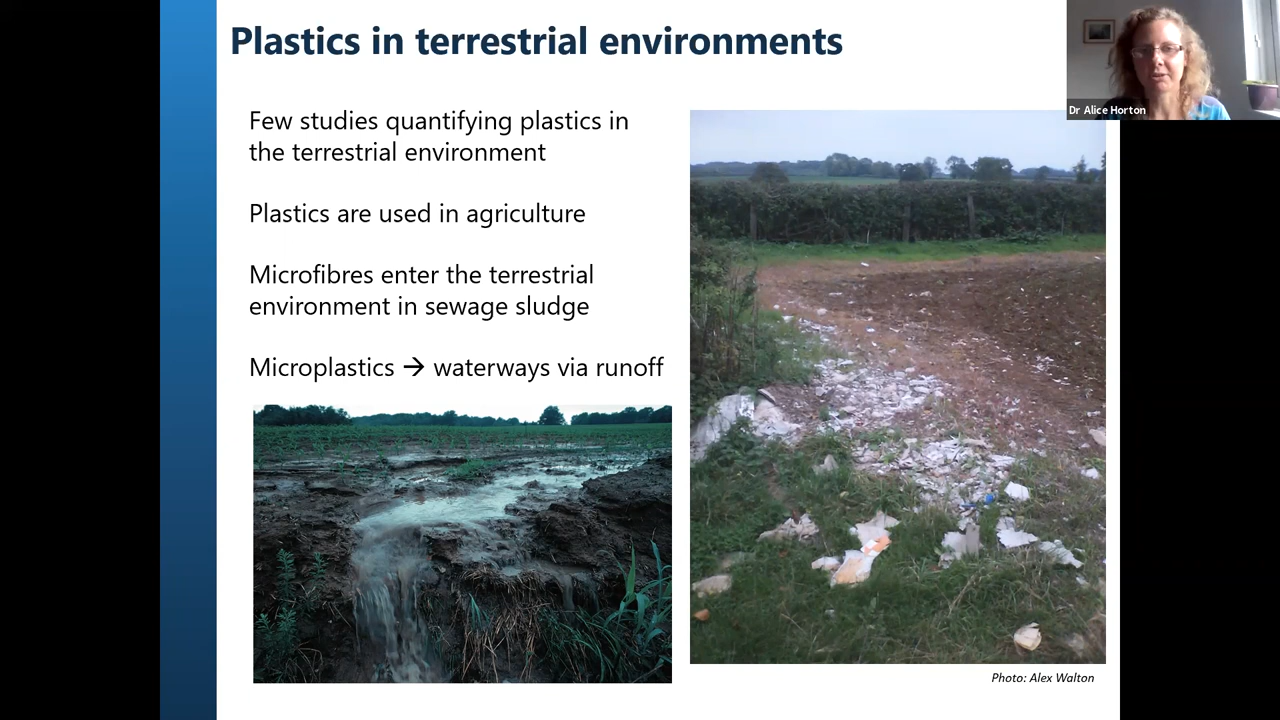 Plastics in terrestrial environments
Dr Alice Horton
Few studies quantifying plastics in
the terrestrial environment
Plastics are used in agriculture
Microfibres enter the terrestrial
environment in sewage sludge
Microplastics → waterways via runoff
Photo: Alex Walton